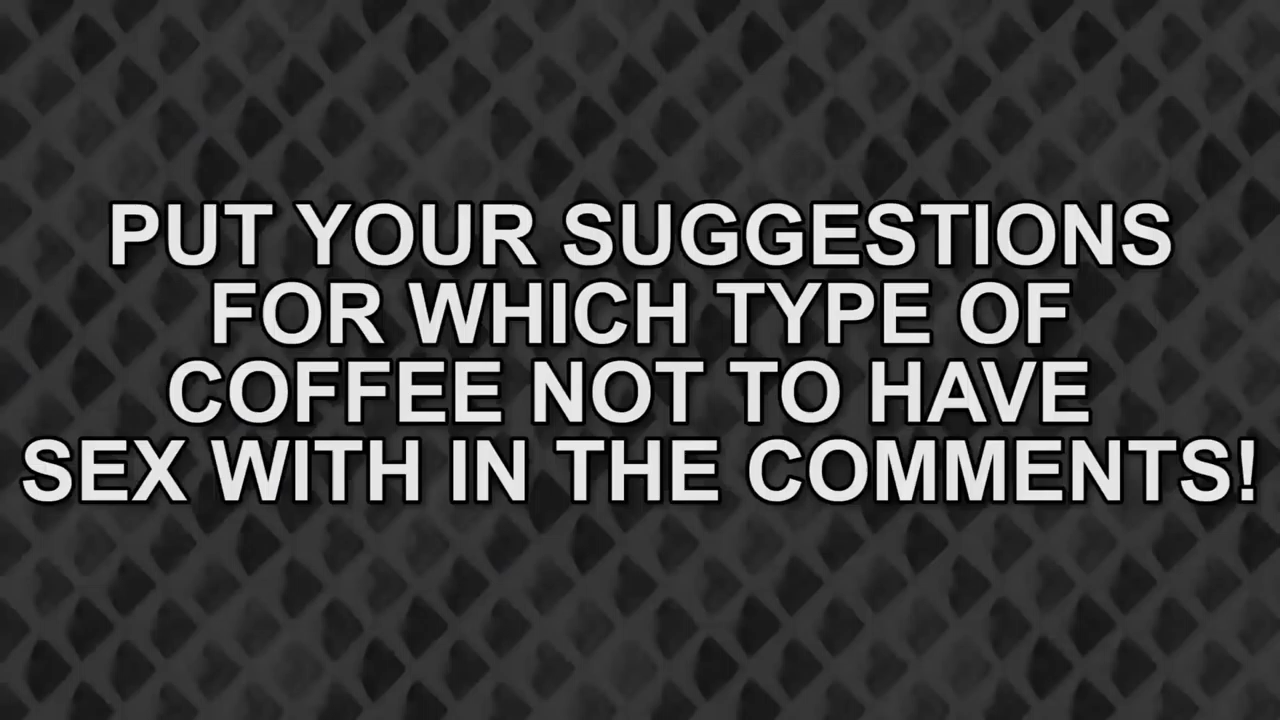 PUT YOUR SUGGESTIONS
FOR WHICH TYPE OF
COFFEE NOT TO HAVE
SEX WITH IN THE COMMENTS!